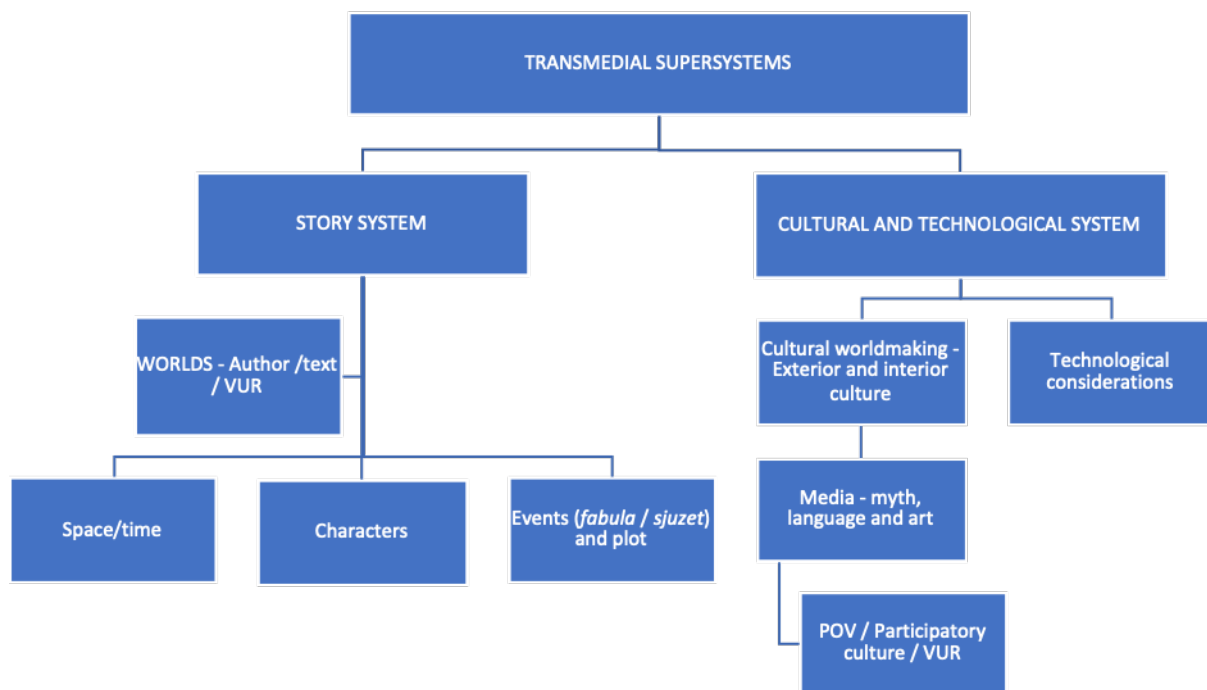 TRANSMEDIAL SUPERSYSTEMS
STORY SYSTEM
CULTURAL AND TECHNOLOGICAL SYSTEM
WORLDS - Author /text
/ VUR
Cultural worldmaking -
Exterior and interior
culture
Technological
considerations
Space/time
Characters
Events (fabula / sjuzet)
and plot
Media - myth,
language and art
POV / Participatory
culture / VUR